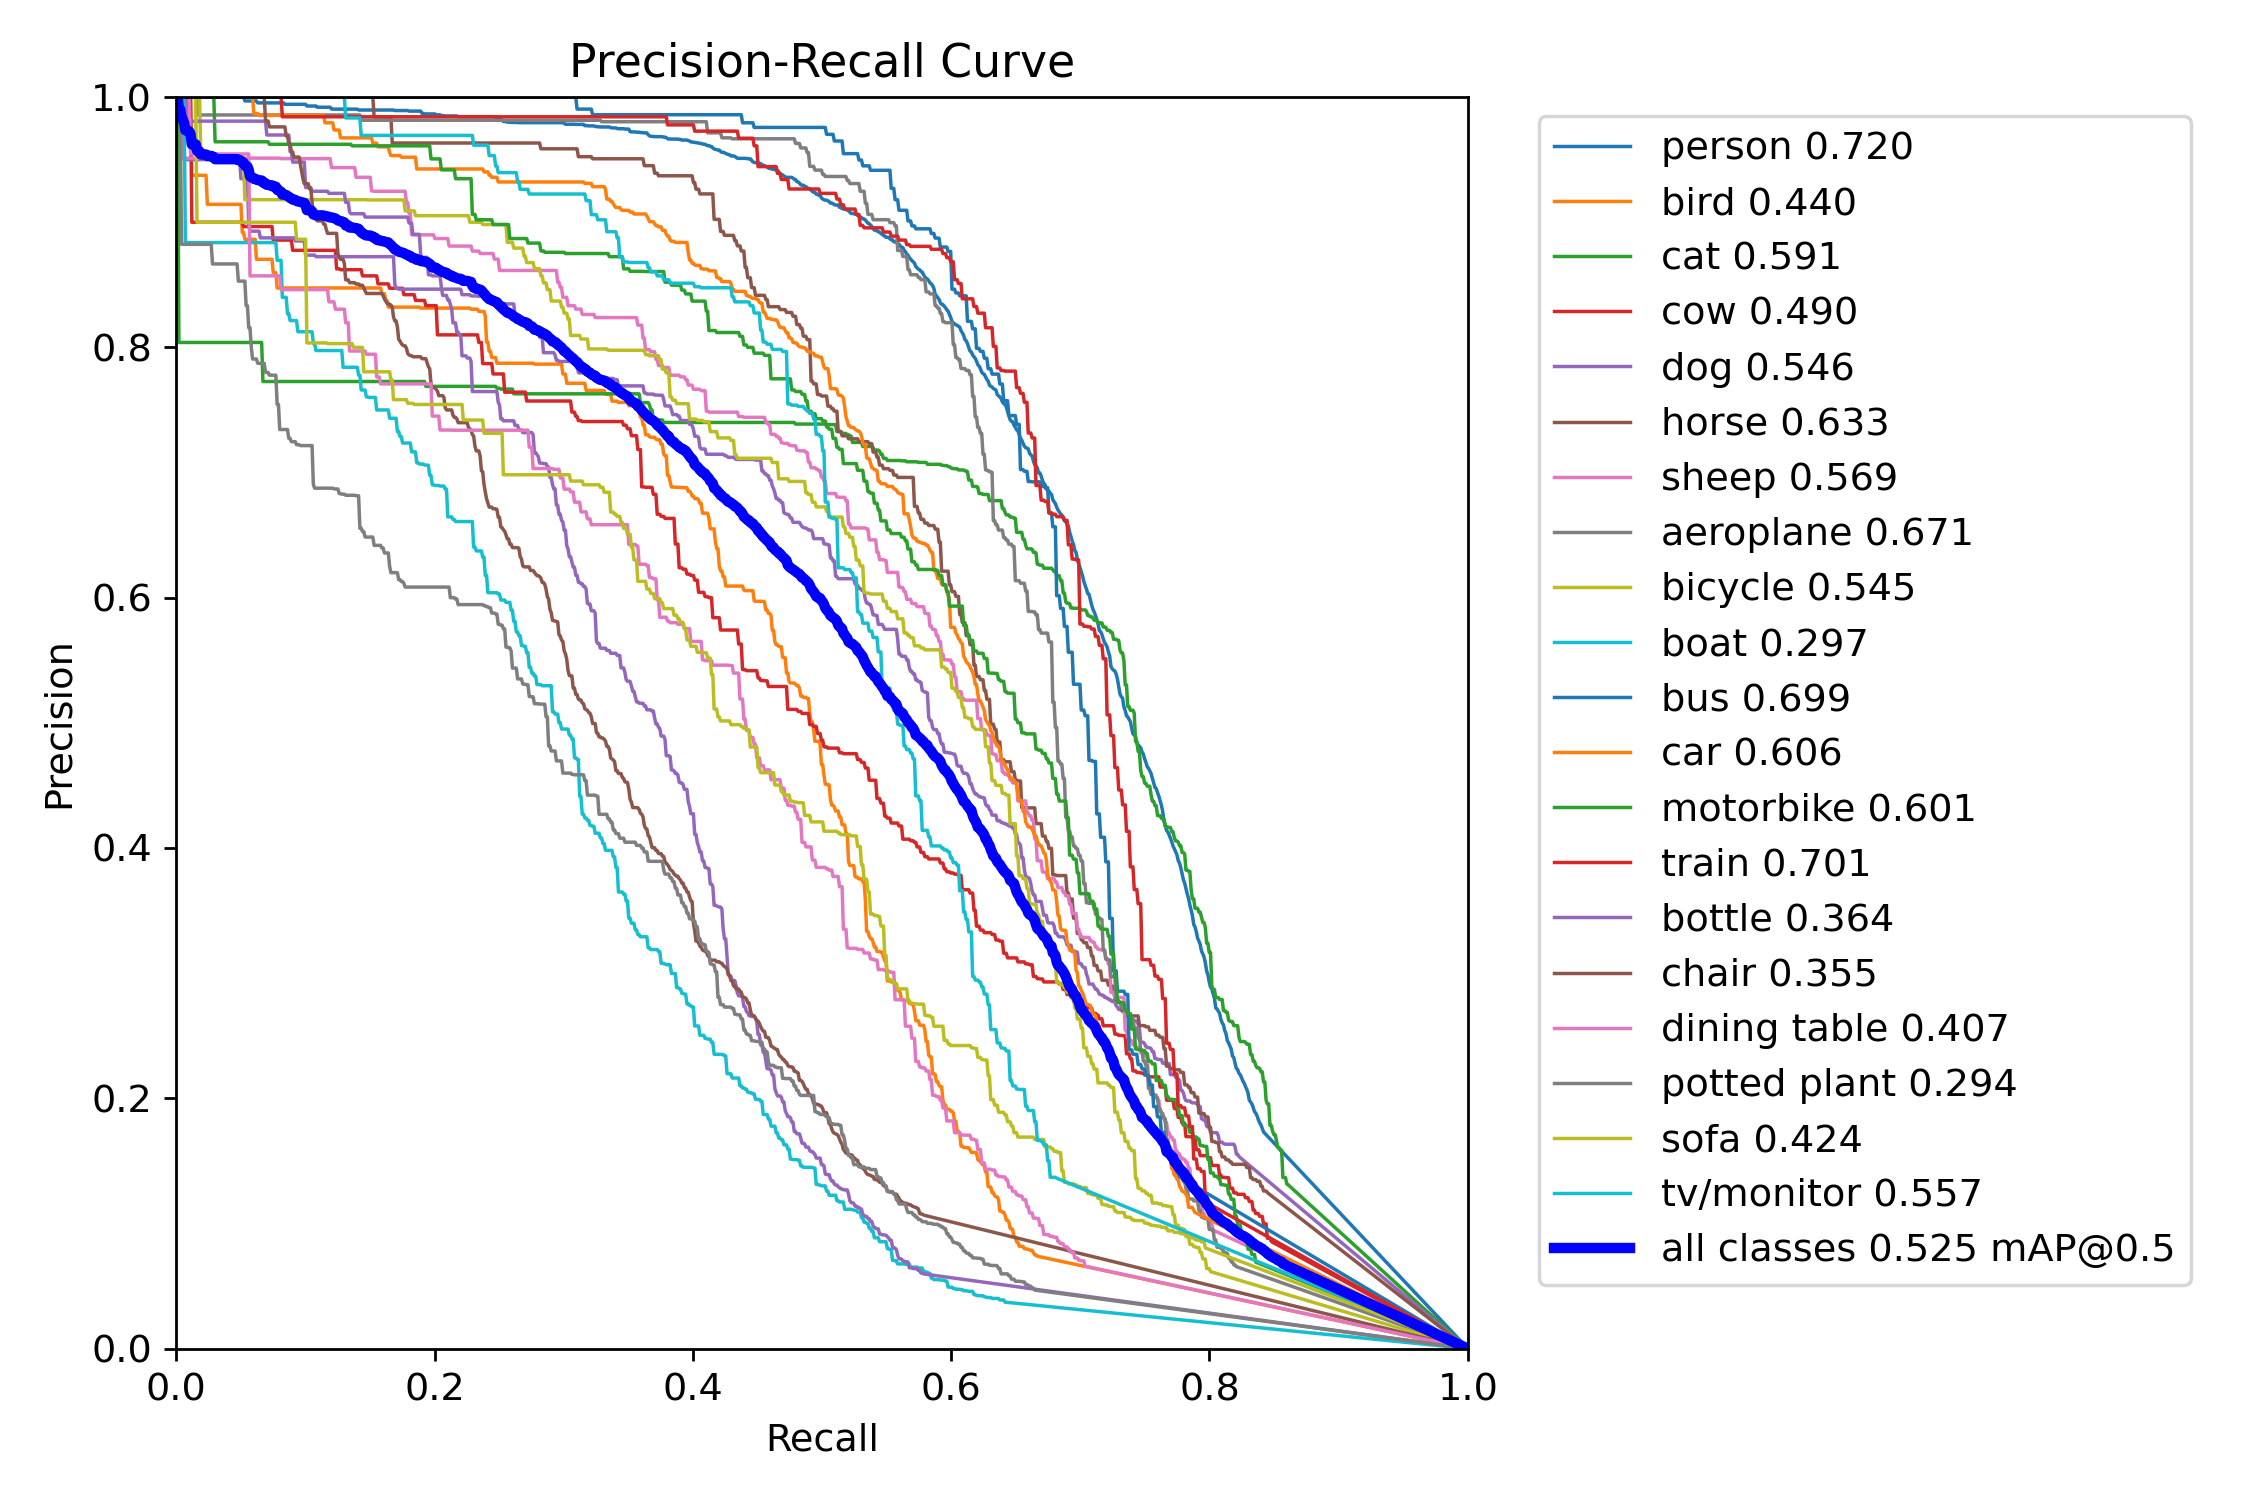 Precision-Recall Curve
1.0
0.8
0.6
0.4
0.2
0.0
Precision
0.0 0.2 0.4 0.6 0.8 1.0
Recall
person 0.720
bird 0.440
cat 0.591
cow 0.490
dog 0.546
horse 0.633
sheep 0.569
aeroplane 0.671
bicycle 0.545
boat 0.297
bus 0.699
car 0.606
motorbike 0.601
train 0.701
bottle 0.364
chair 0.355
dining table 0.407
potted plant 0.294
sofa 0.424
tv/monitor 0.557
all classes 0.525 mAP@0.5